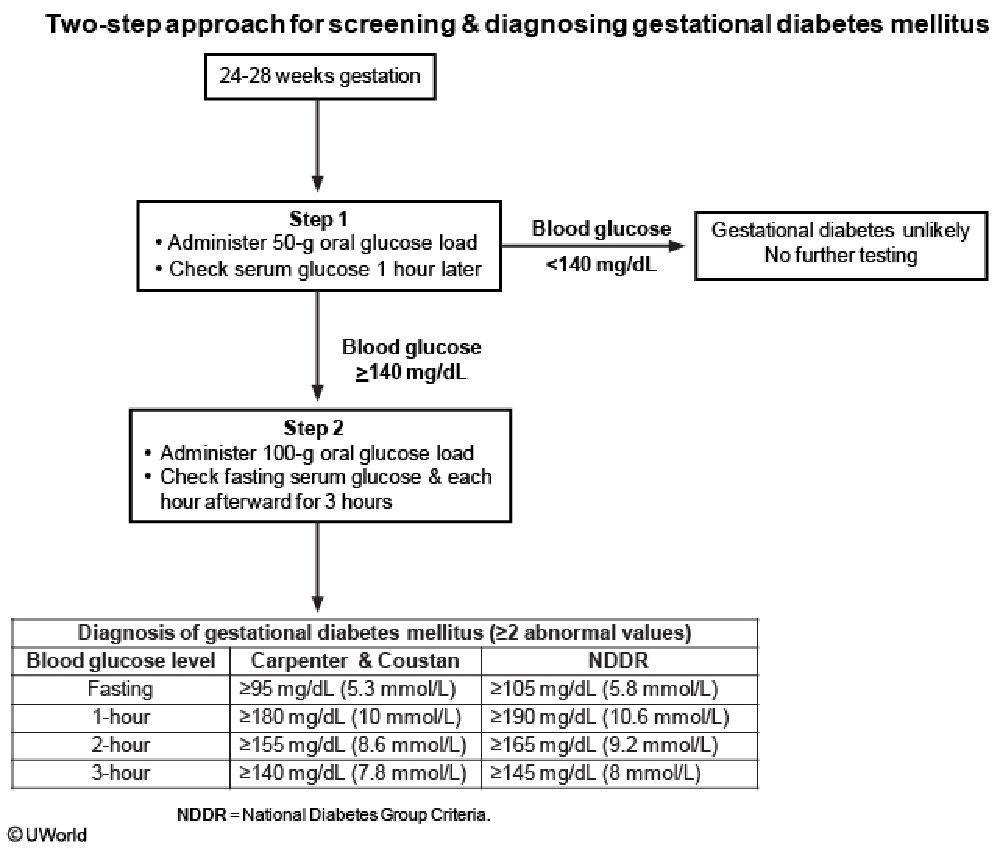 Two-step approach for screening & diagnosing gestational diabetes mellitus
24-28 weeks gestation
Step 1
• Administer 50-g oral glucose load
• Check serum glucose 1 hour later
Blood glucose
<140 mg/dL
Gestational diabetes unlikely
No further testing
Blood glucose
≥140 mg/dL
Step 2
• Administer 100-g oral glucose load
• Check fasting serum glucose & each
hour afterward for 3 hours
Diagnosis of gestational diabetes mellitus (≥2 abnormal values)
Blood glucose level Carpenter & Coustan NDDR
Fasting ≥95 mg/dL (5.3 mmol/L) ≥105 mg/dL (5.8 mmol/L)
1-hour ≥180 mg/dL (10 mmol/L) ≥190 mg/dL (10.6 mmol/L)
2-hour ≥155 mg/dL (8.6 mmol/L) ≥165 mg/dL (9.2 mmol/L)
3-hour ≥140 mg/dL (7.8 mmol/L) ≥145 mg/dL (8 mmol/L)
NDDR = National Diabetes Group Criteria.
© UWorld